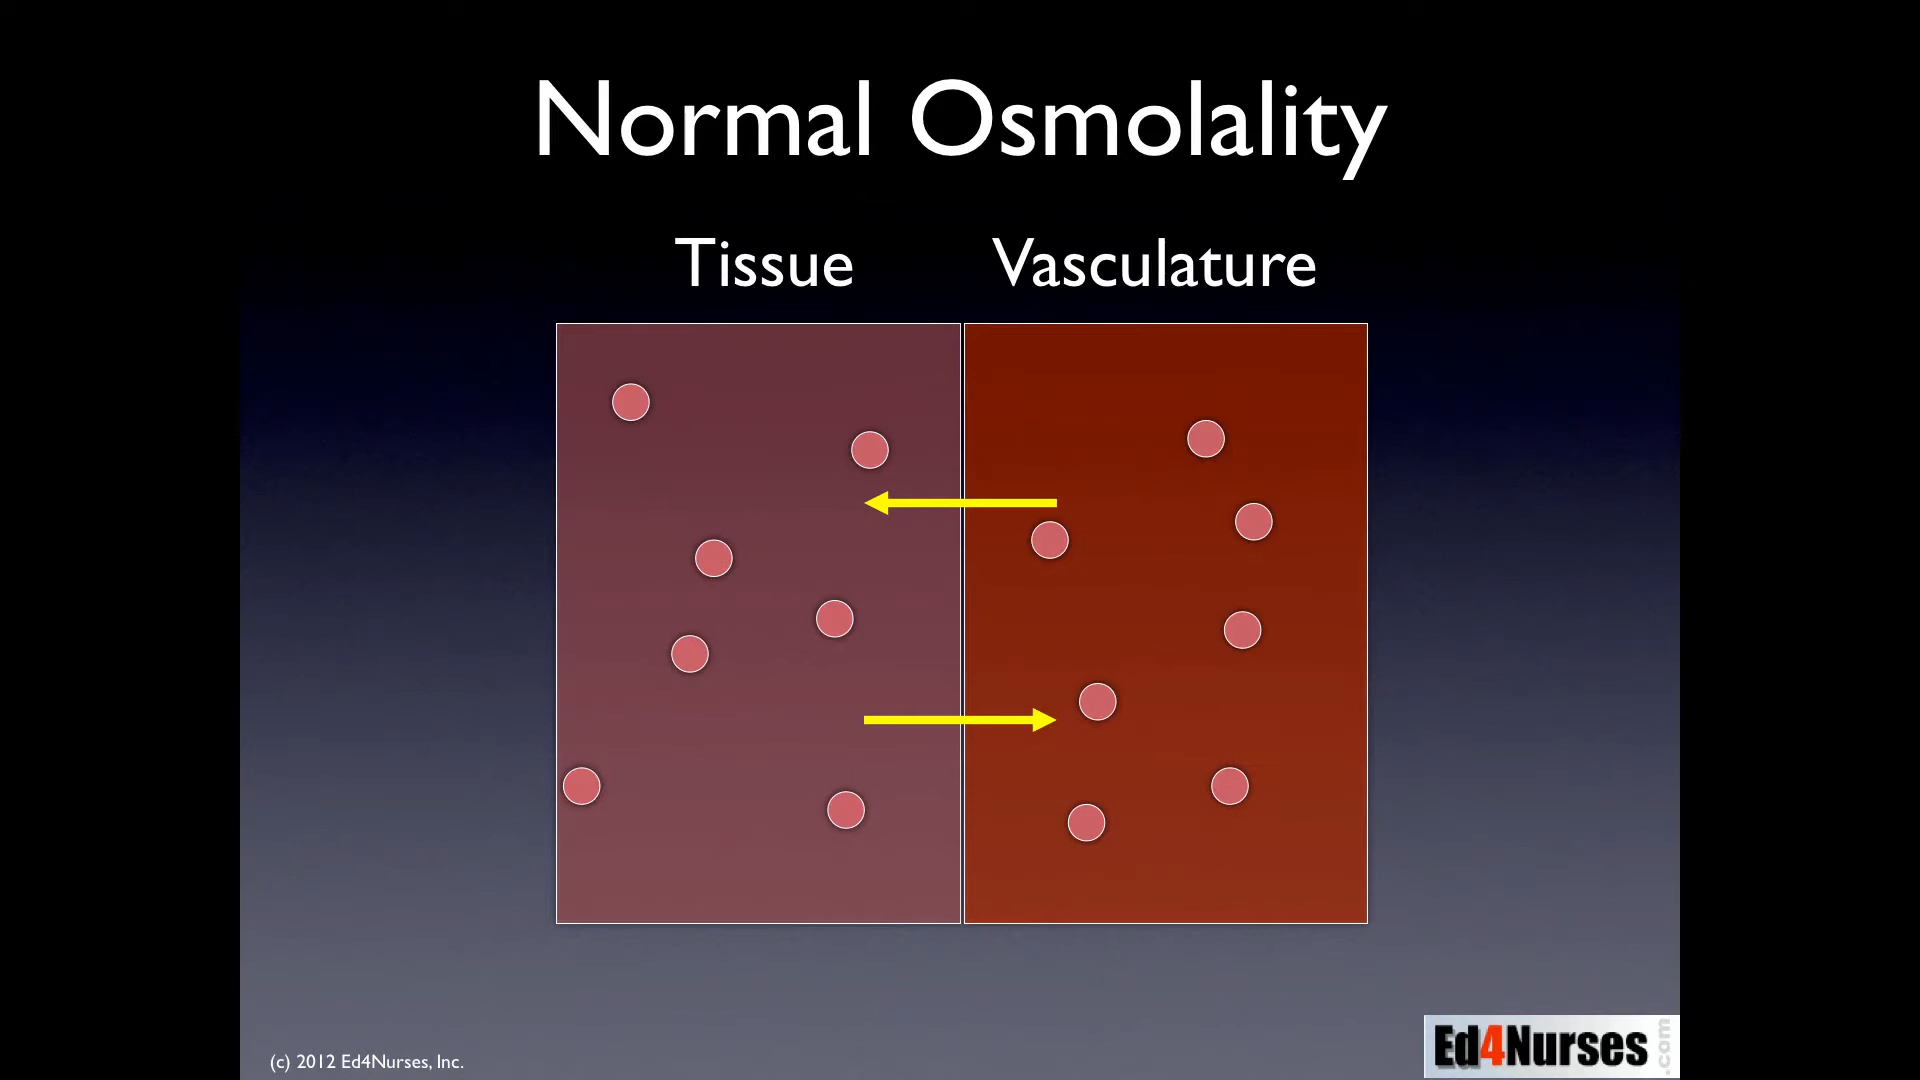 Normal Osmolality
Tissue Vasculature
(c) 2012 Ed4Nurses, Inc.
Ed4Nurses.com